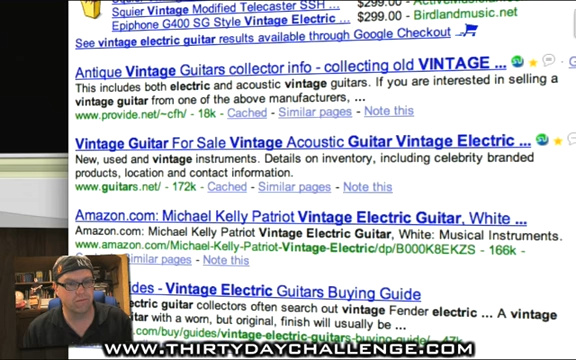 Squier Vintage Modified Telecaster SSH ...
$299.00 -
Epiphone G400 SG Style Vintage Electric ...
$299.00 - Birdlandmusic.net
See vintage electric guitar results available through Google Checkout
Antique Vintage Guitars collector info - collecting old VINTAGE ...
This includes both electric and acoustic vintage guitars. If you are interested in selling a
vintage guitar from one of the above manufacturers, ...
www.provide.net/~cfh/ - 18k - Cached - Similar pages - Note this
Vintage Guitar For Sale Vintage Acoustic Guitar Vintage Electric ...
New, used and vintage instruments. Details on inventory, including celebrity branded
products, location and contact information.
www.guitars.net/ - 172k - Cached - Similar pages - Note this
Amazon.com: Michael Kelly Patriot Vintage Electric Guitar, White ...
Amazon.com: Michael Kelly Patriot Vintage Electric Guitar, White: Musical Instruments.
www.amazon.com/Michael-Kelly-Patriot-Vintage-Electric/dp/B000K8EKZS - 166k -
Similar pages - Note this
- Vintage Electric Guitars Buying Guide
guitar collectors often search out vintage Fender electric ... A vintage
guitar with a worn, but original, finish will usually be ...
.com/buy/guides/vintage-electric-guitars-buying-guide/
WWW.THIRTYDAYCHALLENGE.COM